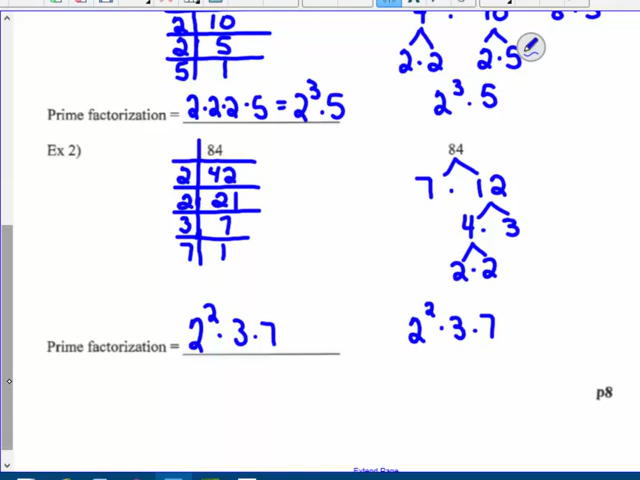 2 10 4 · 10 8 · 5
2 5 2 · 2 2 · 5
5 1
Prime factorization = 2·2·2·5 = 2³·5 2³ · 5
Ex 2) 84 84
2 42 7 · 12
2 21 4 · 3
3 7
7 1 2 · 2
Prime factorization = 2² · 3 · 7 2² · 3 · 7
p8
Extend Page